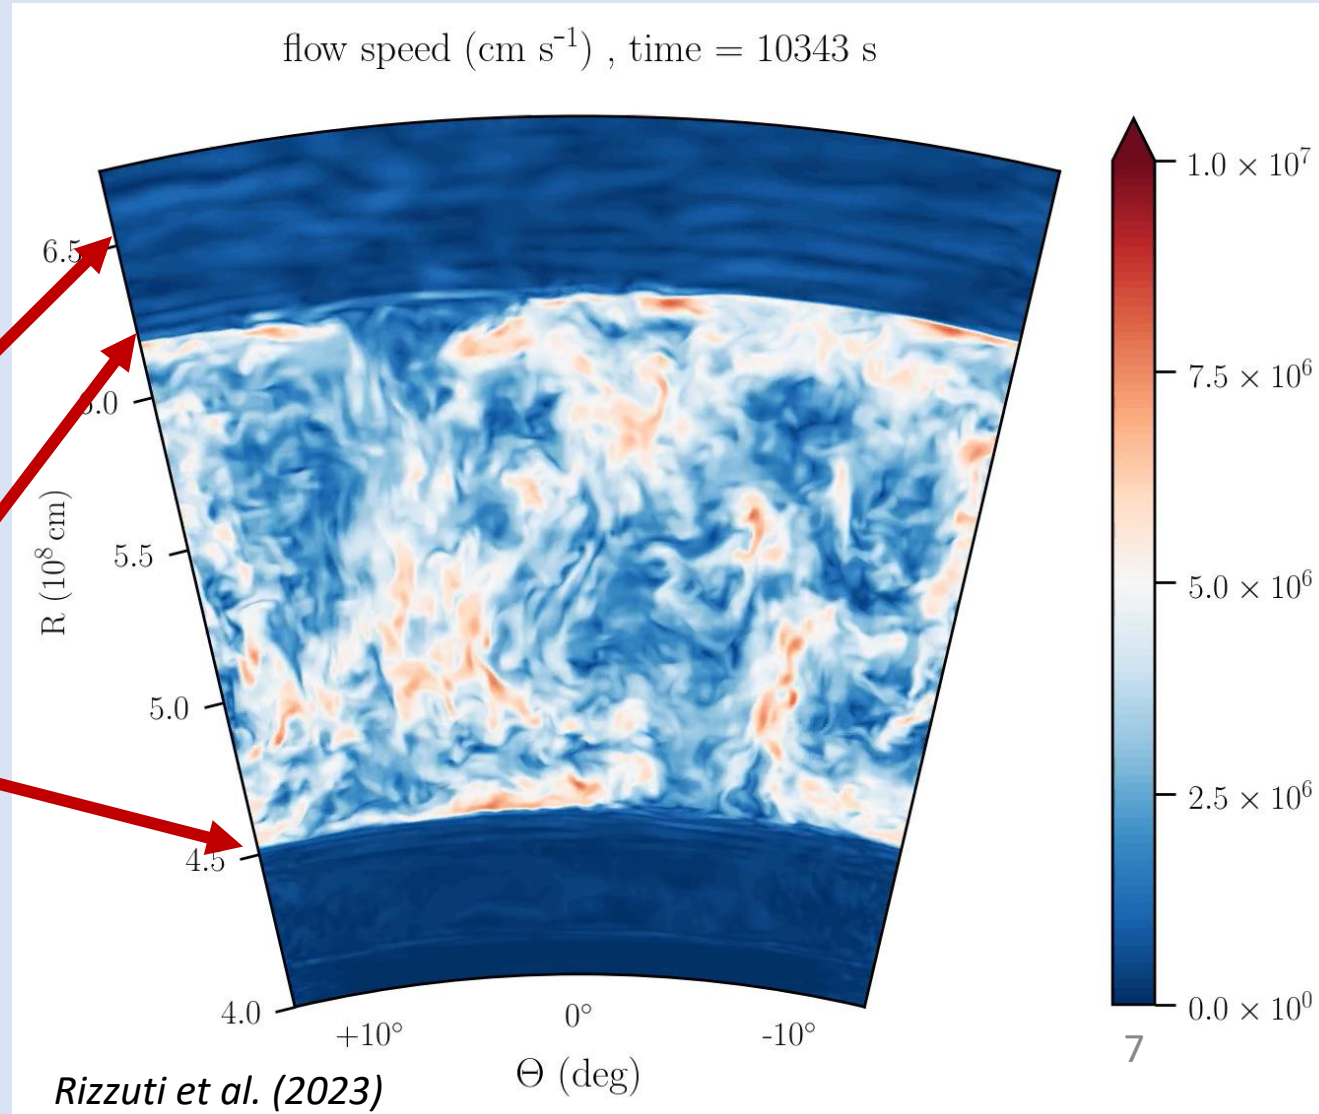 flow speed (cm s⁻¹) , time = 10343 s
1.0 × 10⁷
7.5 × 10⁶
5.0 × 10⁶
2.5 × 10⁶
0.0 × 10⁰
R (10⁸ cm)
6.5
6.0
5.5
5.0
4.5
4.0
+10° 0° -10°
Θ (deg)
Rizzuti et al. (2023)
7